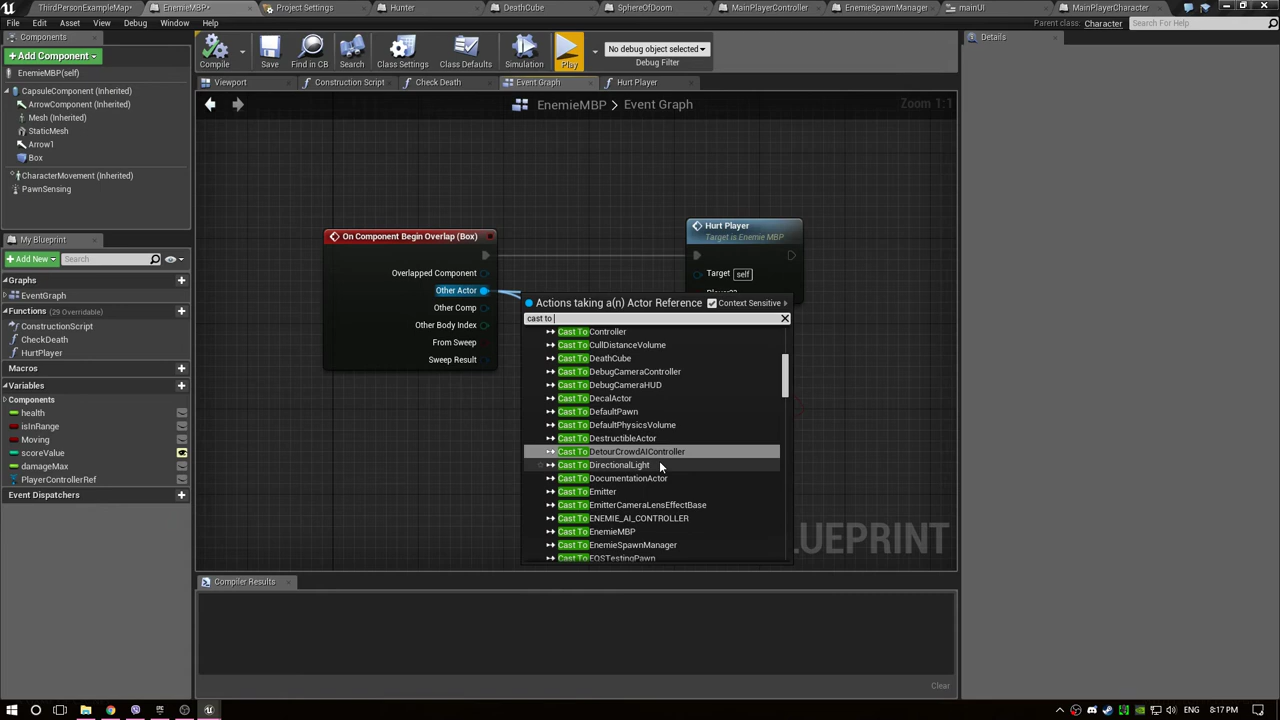 ThirdPersonExampleMap*
EnemieMBP*
Project Settings
Hunter
DeathCube
SphereOfDoom
MainPlayerController
EnemieSpawnManager
mainUI
MainPlayerCharacter
File
Edit
Asset
View
Debug
Window
Help
Parent class: Character
Search For Help
Components
Add Component
EnemieMBP(self)
CapsuleComponent (Inherited)
ArrowComponent (Inherited)
Mesh (Inherited)
StaticMesh
Arrow1
Box
CharacterMovement (Inherited)
PawnSensing
My Blueprint
Add New
Search
Graphs
EventGraph
Functions (29 Overridable)
ConstructionScript
CheckDeath
HurtPlayer
Macros
Variables
Components
health
isInRange
Moving
scoreValue
damageMax
PlayerControllerRef
Event Dispatchers
Compile
Save
Find in CB
Search
Class Settings
Class Defaults
Simulation
Play
No debug object selected
Debug Filter
Viewport
Construction Script
Check Death
Event Graph
Hurt Player
EnemieMBP > Event Graph
Zoom 1:1
On Component Begin Overlap (Box)
Overlapped Component
Other Actor
Other Comp
Other Body Index
From Sweep
Sweep Result
Hurt Player
Target is Enemie MBP
Target self
Actions taking a(n) Actor Reference
Context Sensitive
cast to
Cast To Controller
Cast To CullDistanceVolume
Cast To DeathCube
Cast To DebugCameraController
Cast To DebugCameraHUD
Cast To DecalActor
Cast To DefaultPawn
Cast To DefaultPhysicsVolume
Cast To DestructibleActor
Cast To DetourCrowdAIController
Cast To DirectionalLight
Cast To DocumentationActor
Cast To Emitter
Cast To EmitterCameraLensEffectBase
Cast To ENEMIE_AI_CONTROLLER
Cast To EnemieMBP
Cast To EnemieSpawnManager
Cast To EQSTestingPawn
LUEPRINT
Compiler Results
Clear
Details
ENG
8:17 PM